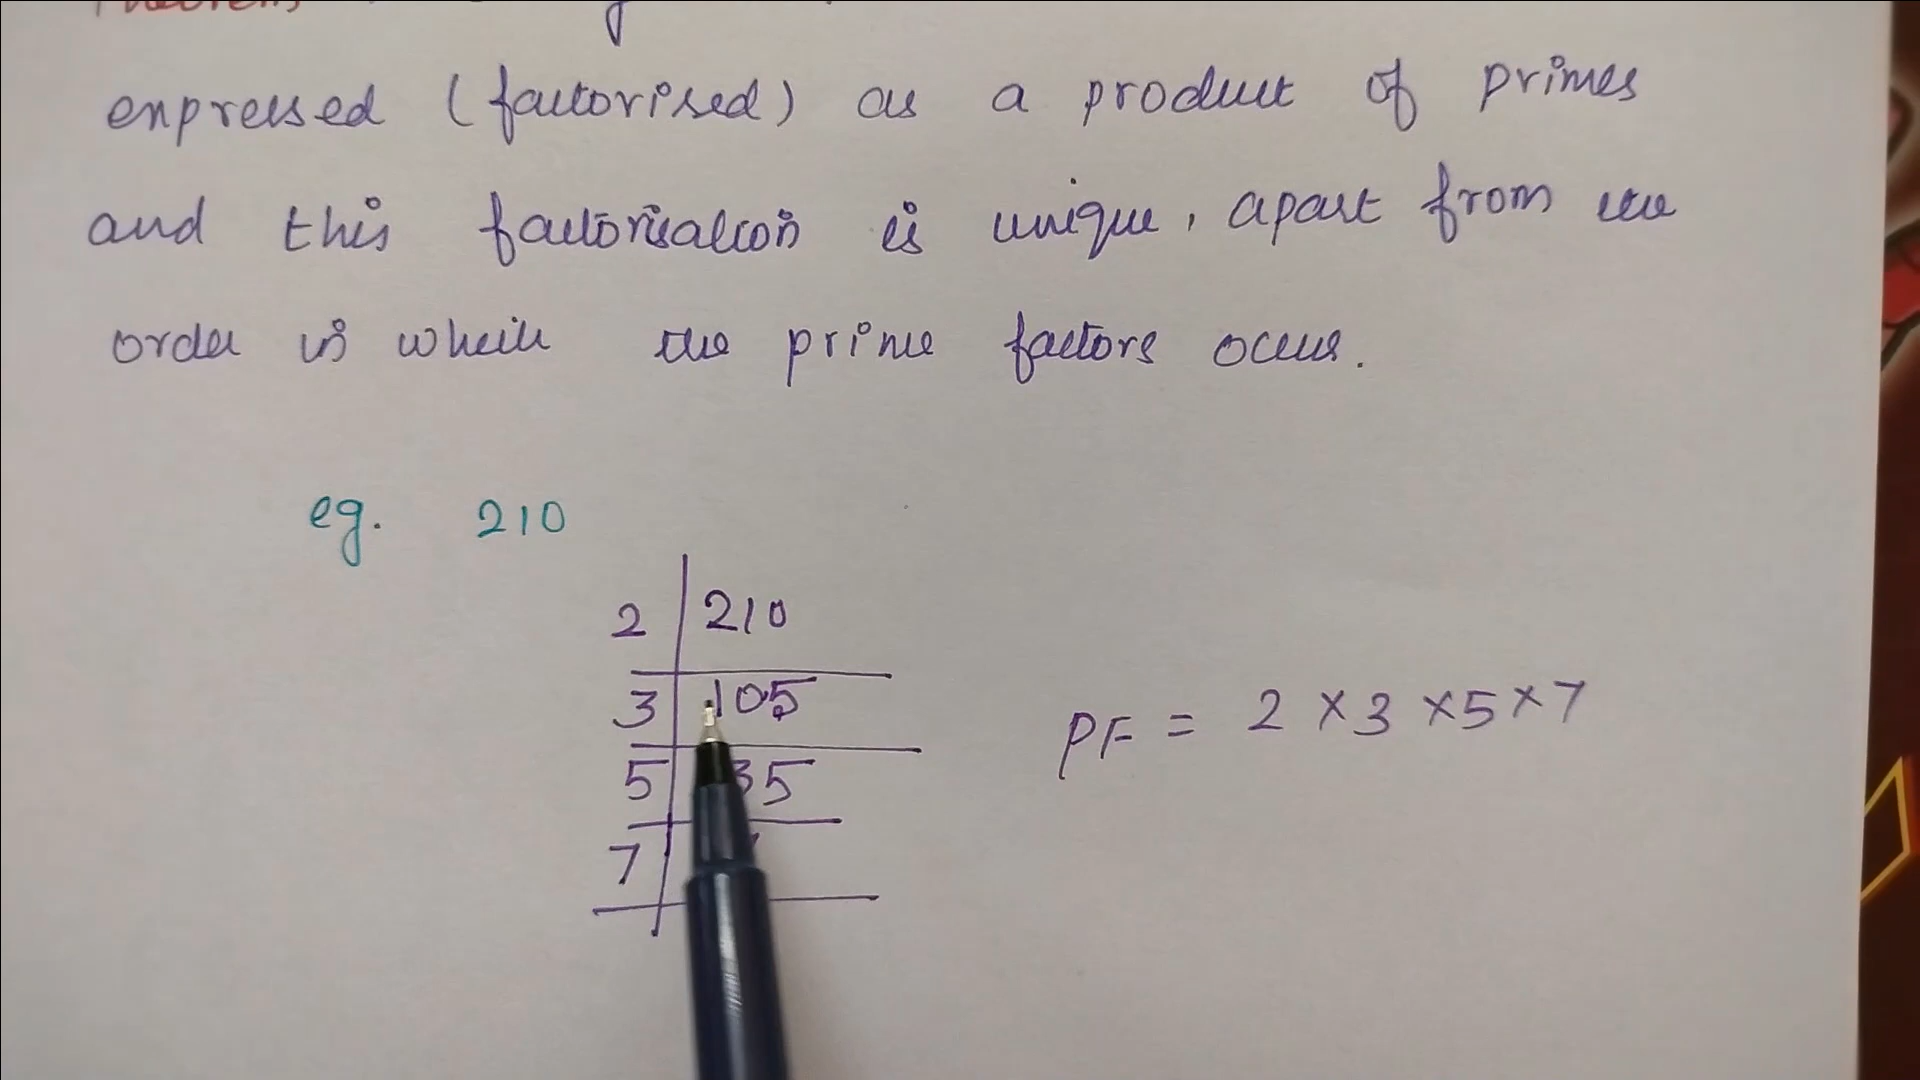 Theorem
expressed (factorised) as a product of primes
and this factorisation is unique, apart from the
order in which the prime factors occur.
eg. 210
2 210
3 105
5 35
7
PF = 2 × 3 × 5 × 7